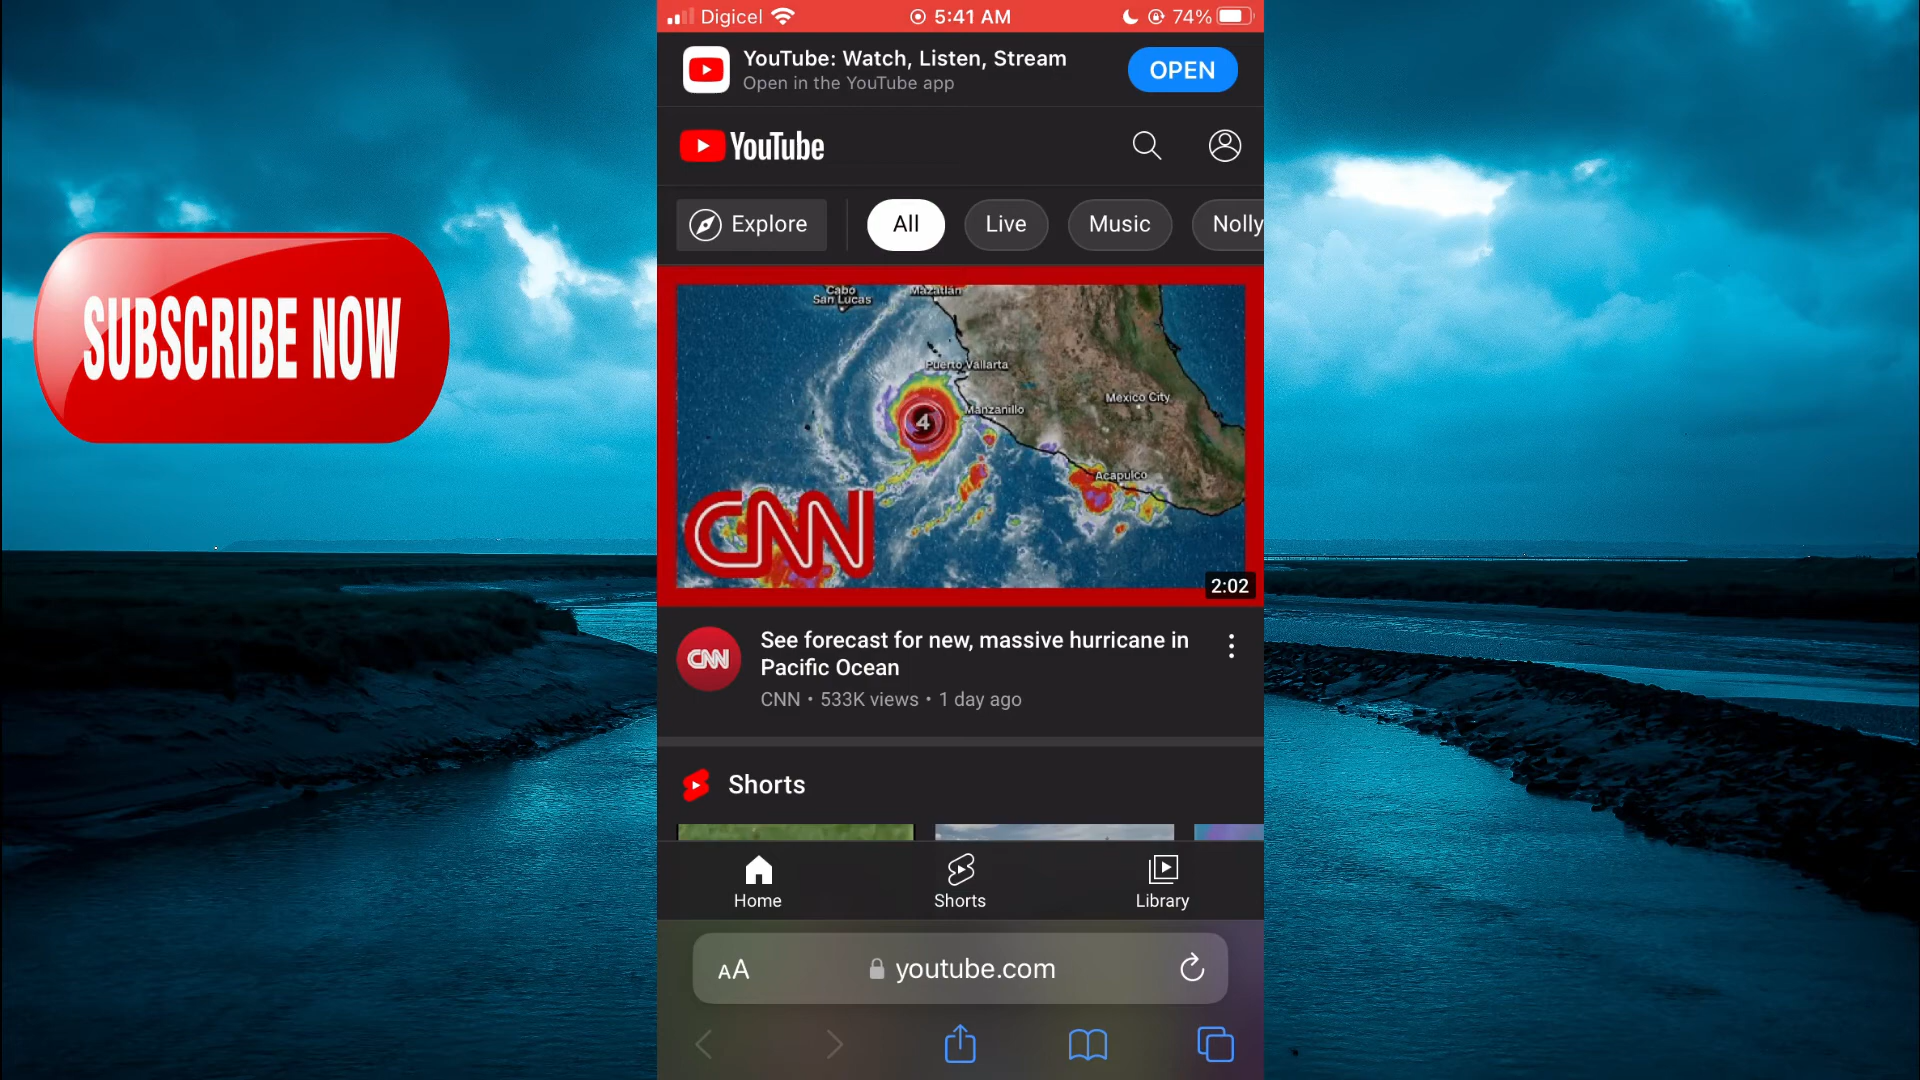 Digicel
5:41 AM
74%
YouTube: Watch, Listen, Stream
Open in the YouTube app
OPEN
YouTube
Explore
All
Live
Music
Nolly
SUBSCRIBE NOW
Cabo
San Lucas
Mazatlán
Puerto Vallarta
4
Manzanillo
Mexico City
Acapulco
CNN
2:02
CNN
See forecast for new, massive hurricane in
Pacific Ocean
CNN • 533K views • 1 day ago
Shorts
Home
Shorts
Library
AA
youtube.com